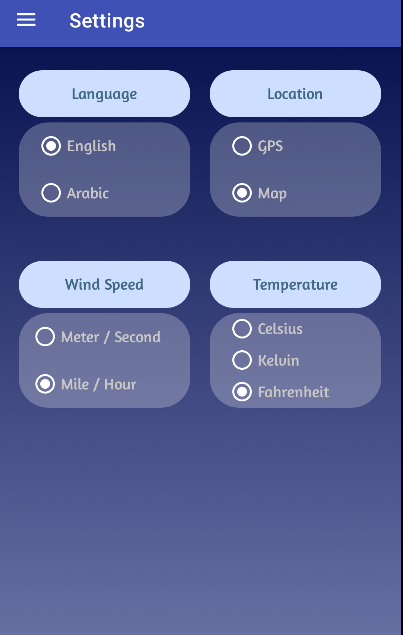 Settings
Language
English
Arabic
Location
GPS
Map
Wind Speed
Meter / Second
Mile / Hour
Temperature
Celsius
Kelvin
Fahrenheit